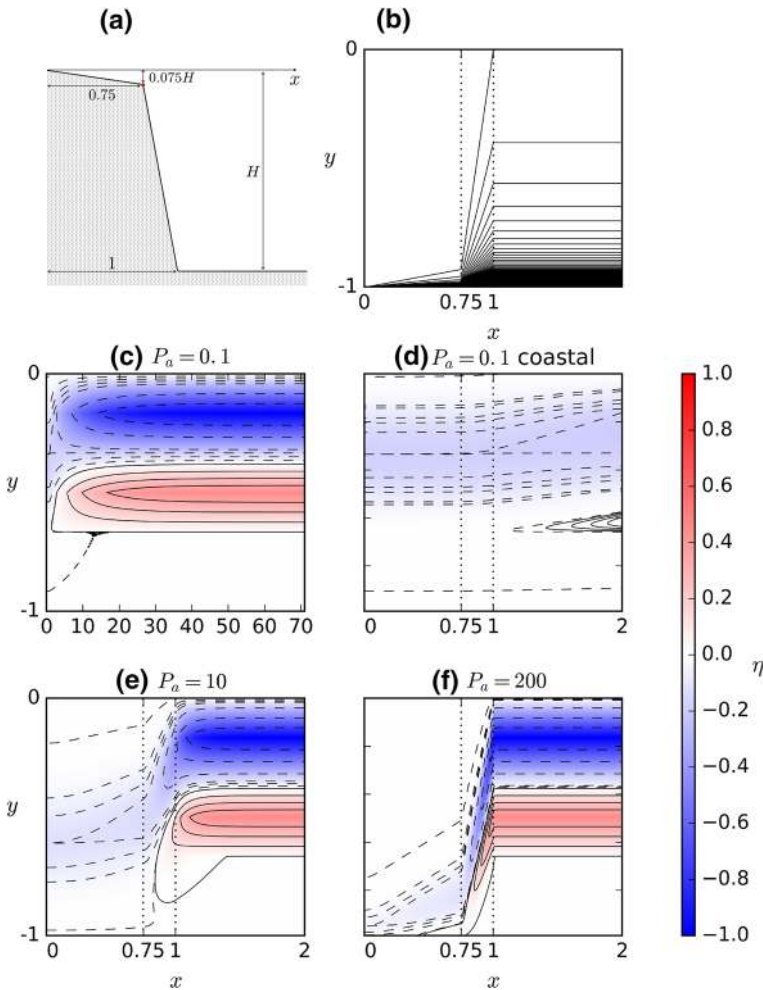 (a)
(b)
0.075H
x
0.75
H
1
0
y
-1
0 0.75 1 2
x
(c) P_a = 0.1
(d) P_a = 0.1 coastal
0
y
-1
0 10 20 30 40 50 60 70
0 0.75 1 2
(e) P_a = 10
(f) P_a = 200
0
y
-1
0 0.75 1 2
x
0 0.75 1 2
x
1.0
0.8
0.6
0.4
0.2
0.0
−0.2
−0.4
−0.6
−0.8
−1.0
η